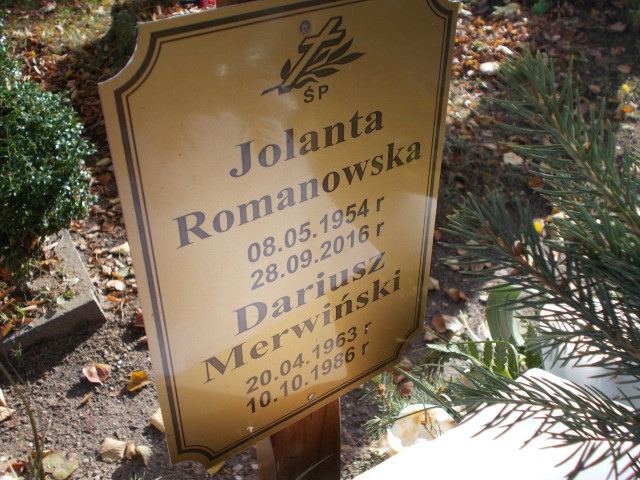 ŚP
Jolanta
Romanowska
08.05.1954 r
28.09.2016 r
Dariusz
Merwiński
20.04.1963 r
10.10.1986 r